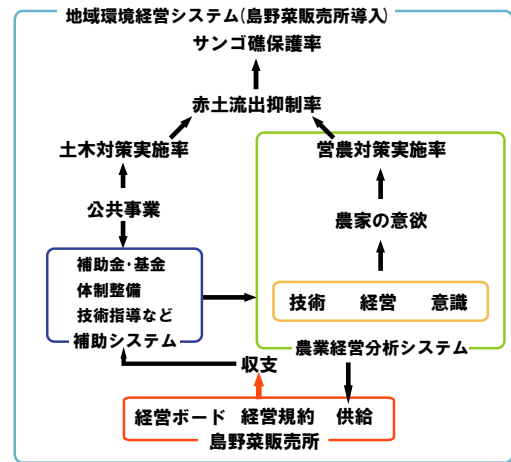 地域環境経営システム(島野菜販売所導入)
サンゴ礁保護率
赤土流出抑制率
土木対策実施率
営農対策実施率
公共事業
農家の意欲
補助金・基金
体制整備
技術指導など
補助システム
技術 経営 意識
農業経営分析システム
収支
経営ボード 経営規約 供給
島野菜販売所